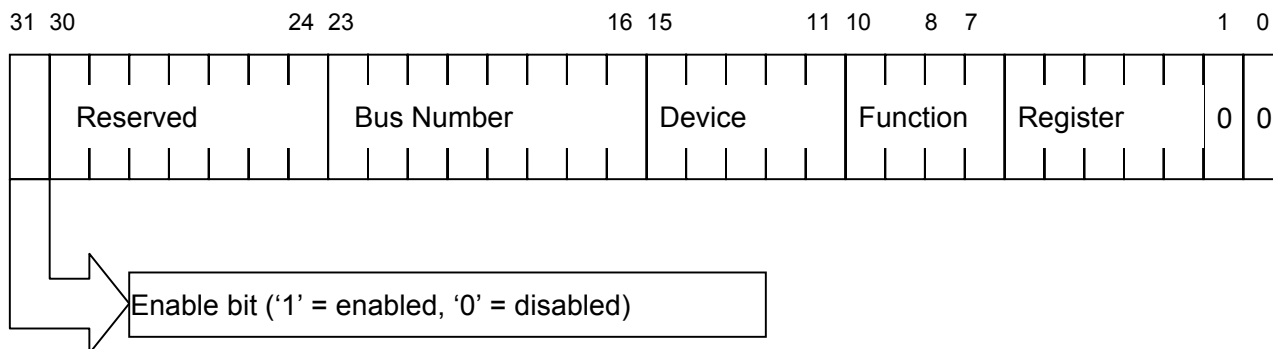 31 30 24 23 16 15 11 10 8 7 1 0
Reserved Bus Number Device Function Register 0 0
Enable bit (‘1’ = enabled, ‘0’ = disabled)